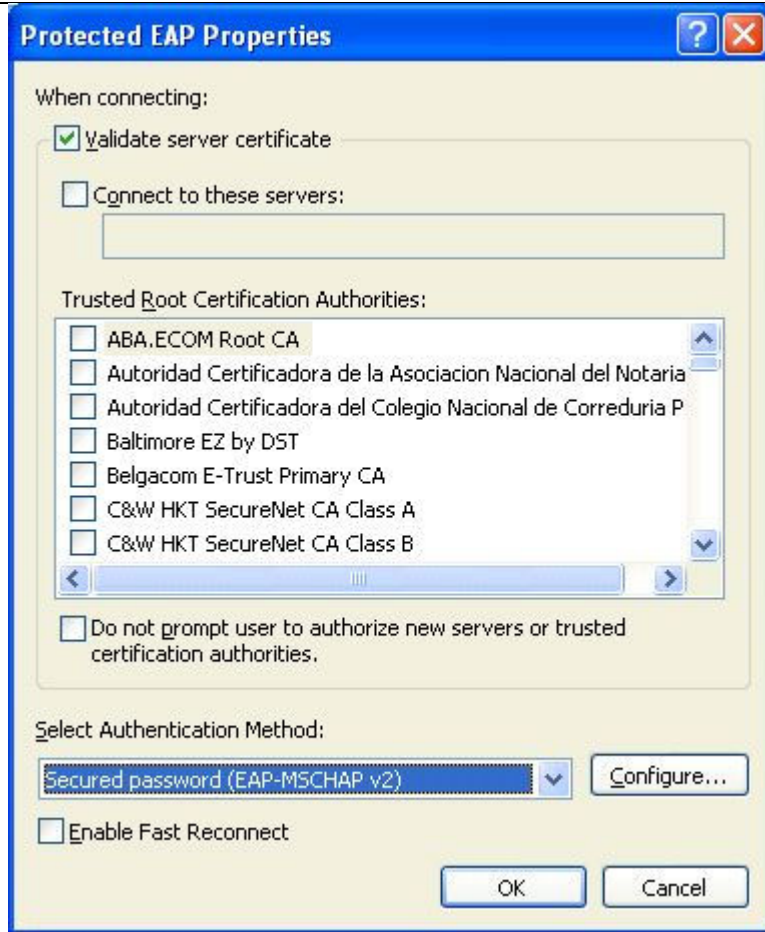 Protected EAP Properties
When connecting:
Validate server certificate
Connect to these servers:
Trusted Root Certification Authorities:
ABA.ECOM Root CA
Autoridad Certificadora de la Asociacion Nacional del Notaria
Autoridad Certificadora del Colegio Nacional de Correduria P
Baltimore EZ by DST
Belgacom E-Trust Primary CA
C&W HKT SecureNet CA Class A
C&W HKT SecureNet CA Class B
Do not prompt user to authorize new servers or trusted
certification authorities.
Select Authentication Method:
Secured password (EAP-MSCHAP v2)
Configure...
Enable Fast Reconnect
OK
Cancel